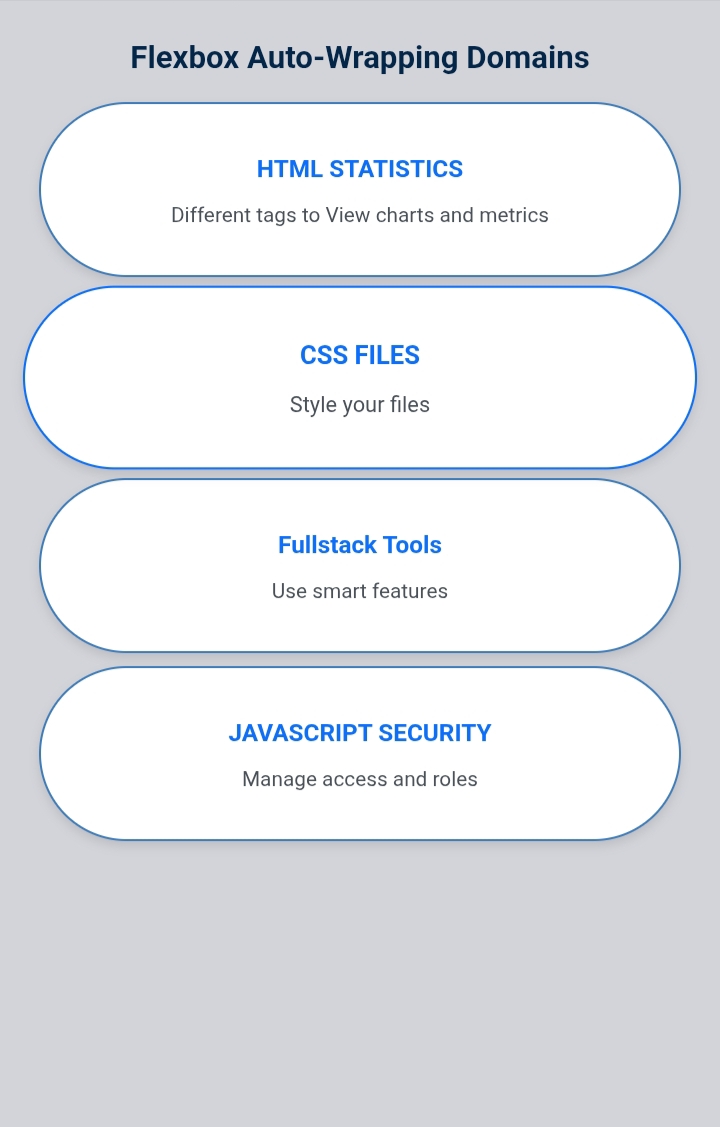 Flexbox Auto-Wrapping Domains
HTML STATISTICS
Different tags to View charts and metrics
CSS FILES
Style your files
Fullstack Tools
Use smart features
JAVASCRIPT SECURITY
Manage access and roles